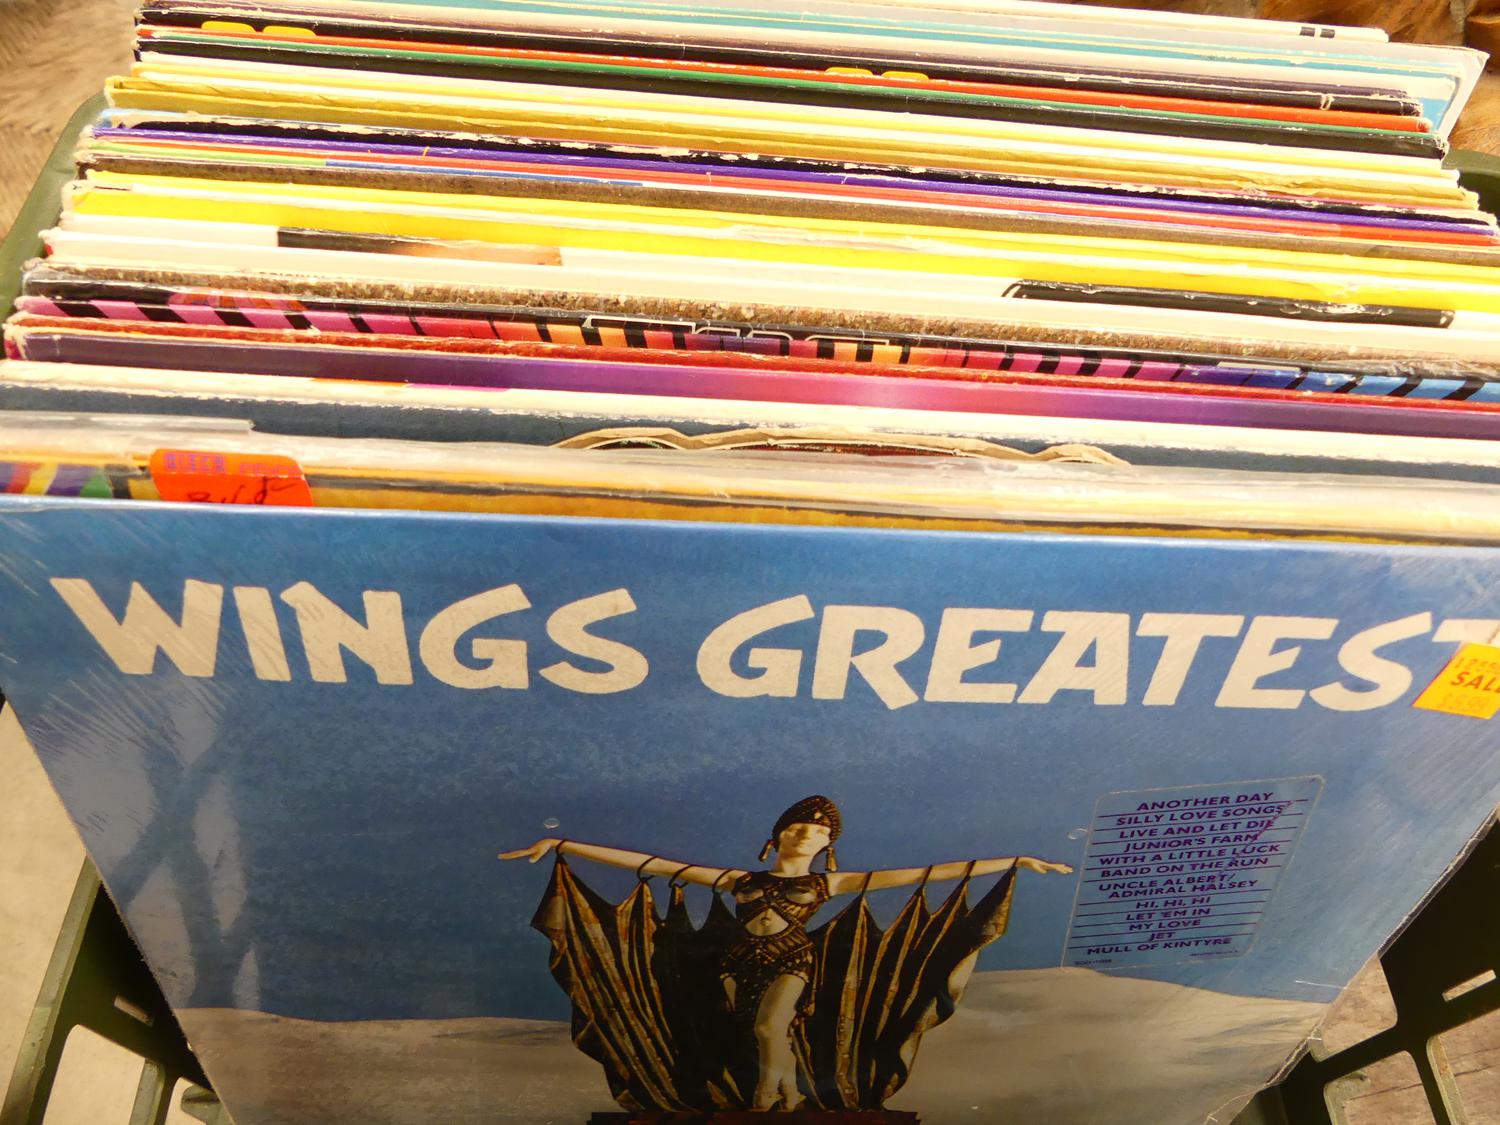 WINGS GREATEST
SALE
ANOTHER DAY
SILLY LOVE SONGS
LIVE AND LET DIE
JUNIOR'S FARM
WITH A LITTLE LUCK
BAND ON THE RUN
UNCLE ALBERT/
ADMIRAL HALSEY
HI, HI, HI
LET 'EM IN
MY LOVE
JET
MULL OF KINTYRE